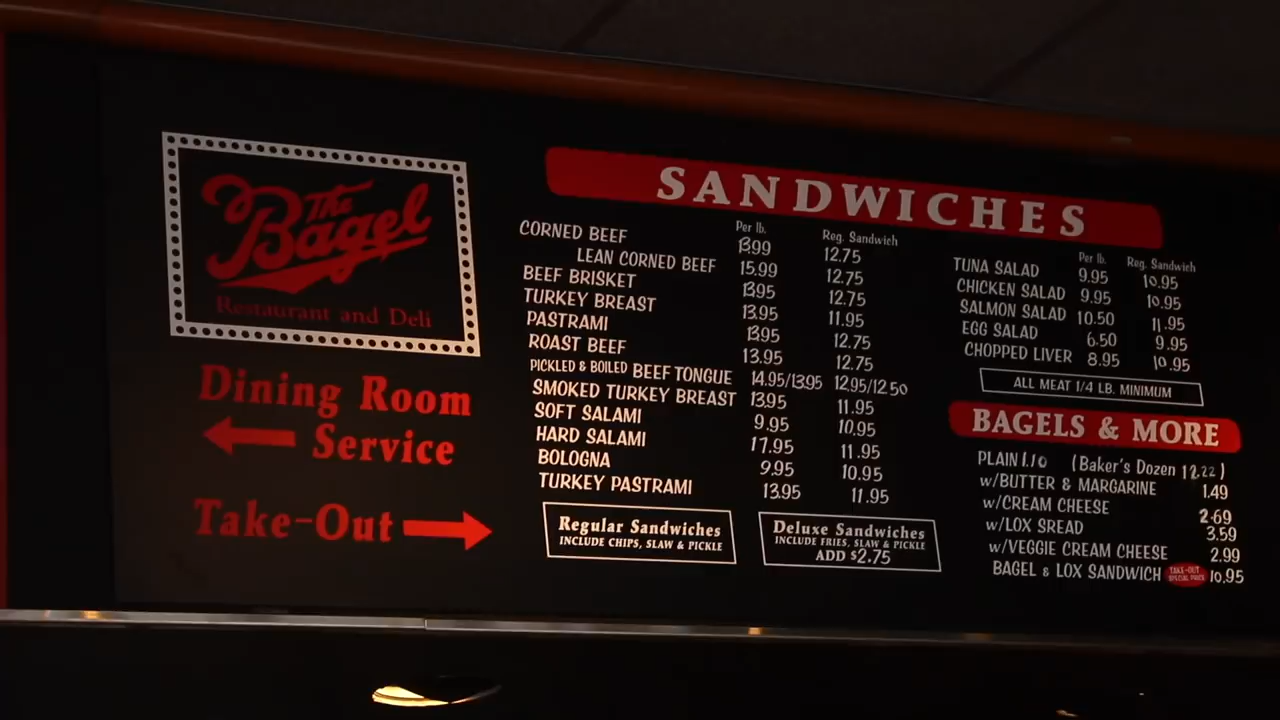 The
Bagel
Restaurant and Deli
Dining Room
Service
Take-Out
SANDWICHES
Per lb. Reg. Sandwich
CORNED BEEF 13.99 12.75
LEAN CORNED BEEF 15.99 12.75
BEEF BRISKET 13.95 12.75
TURKEY BREAST 13.95 11.95
PASTRAMI 13.95 12.75
ROAST BEEF 13.95 12.75
PICKLED & BOILED BEEF TONGUE 14.95/13.95 12.95/12.50
SMOKED TURKEY BREAST 13.95 11.95
SOFT SALAMI 9.95 10.95
HARD SALAMI 17.95 11.95
BOLOGNA 9.95 10.95
TURKEY PASTRAMI 13.95 11.95
Regular Sandwiches
INCLUDE CHIPS, SLAW & PICKLE
Deluxe Sandwiches
INCLUDE FRIES, SLAW & PICKLE
ADD $2.75
Per lb. Reg. Sandwich
TUNA SALAD 9.95 10.95
CHICKEN SALAD 9.95 10.95
SALMON SALAD 10.50 11.95
EGG SALAD 6.50 9.95
CHOPPED LIVER 8.95 10.95
ALL MEAT 1/4 LB. MINIMUM
BAGELS & MORE
PLAIN 1.10 (Baker's Dozen 12.22)
w/BUTTER & MARGARINE 1.49
w/CREAM CHEESE 2.69
w/LOX SREAD 3.59
w/VEGGIE CREAM CHEESE 2.99
BAGEL & LOX SANDWICH TAKE-OUT SPECIAL PRICE 10.95